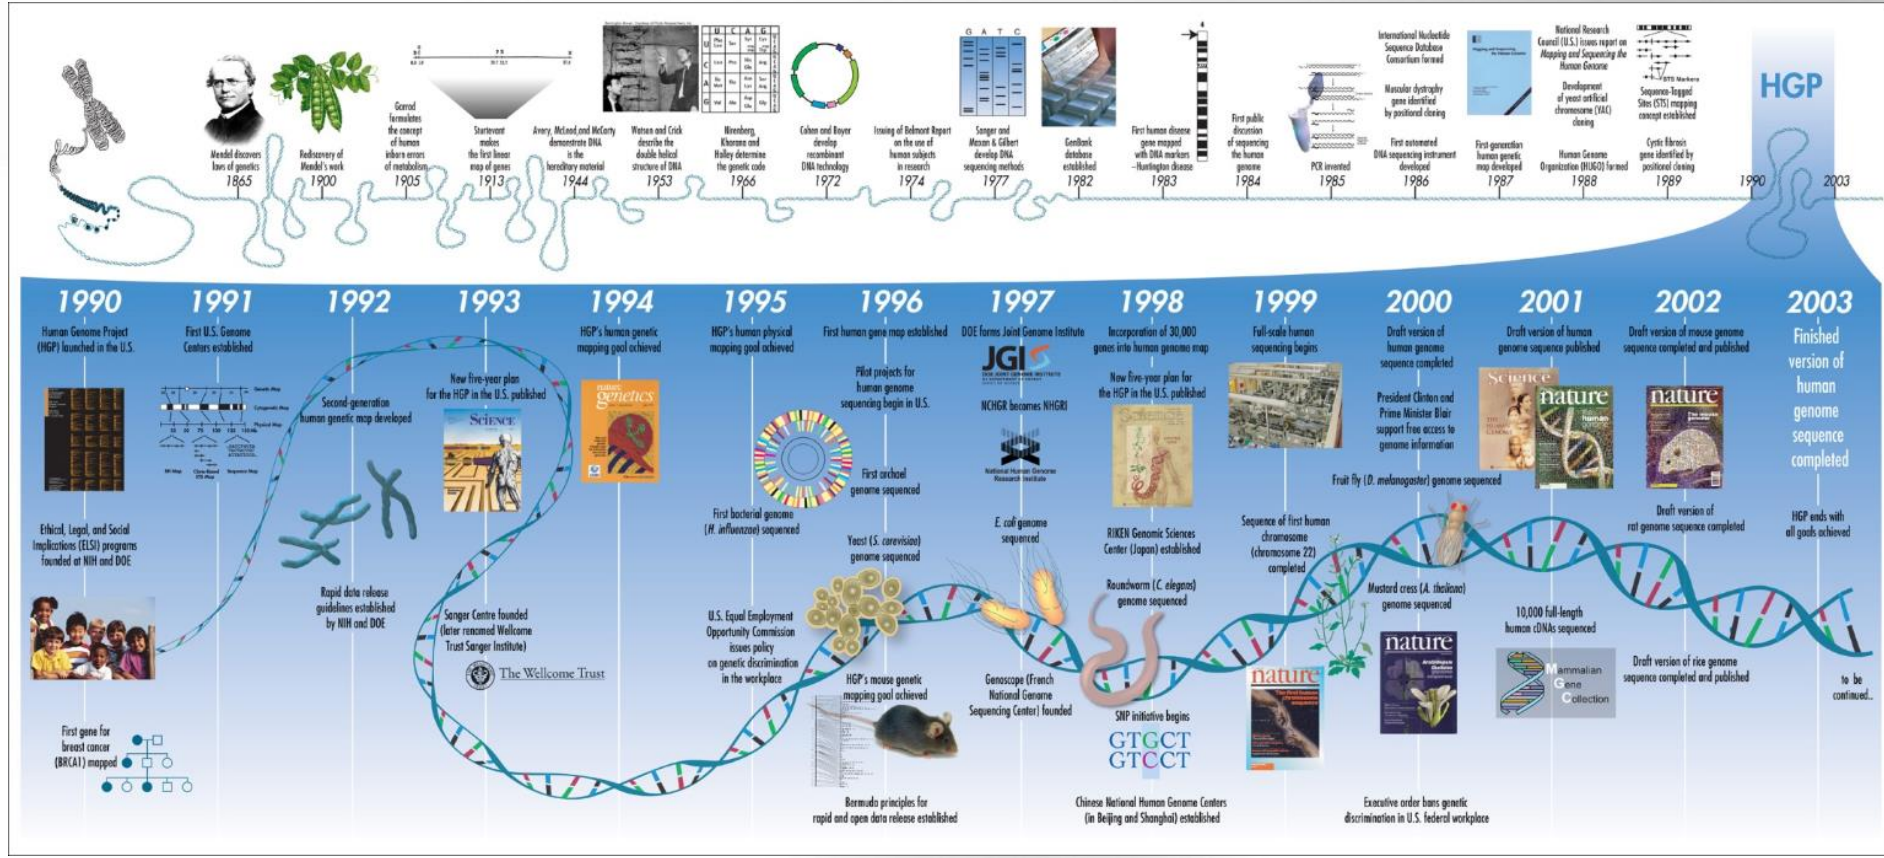 Mendel discovers
laws of genetics
1865
Rediscovery of
Mendel's work
1900
Garrod
formulates
the concept
of human
inborn errors
of metabolism
1905
Sturtevant
makes
the first linear
map of genes
1913
Avery, McLeod, and McCarty
demonstrate DNA
is the
hereditary material
1944
Watson and Crick
describe the
double helical
structure of DNA
1953
U C A G
Nirenberg,
Khorana and
Holley determine
the genetic code
1966
Cohen and Boyer
develop
recombinant
DNA technology
1972
Issuing of Belmont Report
on the use of
human subjects
in research
1974
G A T C
Sanger and
Maxam & Gilbert
develop DNA
sequencing methods
1977
GenBank
database
established
1982
4
First human disease
gene mapped
with DNA markers
–Huntington disease
1983
First public
discussion
of sequencing
the human
genome
1984
PCR invented
1985
International Nucleotide
Sequence Database
Consortium formed
Muscular dystrophy
gene identified
by positional cloning
First automated
DNA sequencing instrument
developed
1986
First-generation
human genetic
map developed
1987
National Research
Council (U.S.) issues report on
Mapping and Sequencing the
Human Genome
Development
of yeast artificial
chromosome (YAC)
cloning
Human Genome
Organization (HUGO) formed
1988
STS Markers
Sequence-Tagged
Sites (STS) mapping
concept established
Cystic fibrosis
gene identified by
positional cloning
1989
HGP
1990
2003
1990
Human Genome Project
(HGP) launched in the U.S.
Ethical, Legal, and Social
Implications (ELSI) programs
founded at NIH and DOE
First gene for
breast cancer
(BRCA1) mapped
1991
First U.S. Genome
Centers established
Genetic Map
Cytogenetic Map
Physical Map
Sequence Map
1992
Second-generation
human genetic map developed
Rapid data release
guidelines established
by NIH and DOE
1993
New five-year plan
for the HGP in the U.S. published
SCIENCE
Sanger Centre founded
(later renamed Wellcome
Trust Sanger Institute)
The Wellcome Trust
1994
HGP's human genetic
mapping goal achieved
nature
genetics
1995
HGP's human physical
mapping goal achieved
First bacterial genome
(H. influenzae) sequenced
U.S. Equal Employment
Opportunity Commission
issues policy
on genetic discrimination
in the workplace
1996
First human gene map established
Pilot projects for
human genome
sequencing begin in U.S.
First archael
genome sequenced
Yeast (S. cerevisiae)
genome sequenced
HGP's mouse genetic
mapping goal achieved
Bermuda principles for
rapid and open data release established
1997
DOE forms Joint Genome Institute
JGI
DOE JOINT GENOME INSTITUTE
NCHGR becomes NHGRI
National Human Genome
Research Institute
E. coli genome
sequenced
Genoscope (French
National Genome
Sequencing Center) founded
1998
Incorporation of 30,000
genes into human genome map
New five-year plan for
the HGP in the U.S. published
RIKEN Genomic Sciences
Center (Japan) established
Roundworm (C. elegans)
genome sequenced
SNP initiative begins
GTGCT
GTCCT
Chinese National Human Genome Centers
(in Beijing and Shanghai) established
1999
Full-scale human
sequencing begins
Sequence of first human
chromosome
(chromosome 22)
completed
nature
The first human
chromosome sequence
2000
Draft version of
human genome
sequence completed
President Clinton and
Prime Minister Blair
support free access to
genome information
Fruit fly (D. melanogaster) genome sequenced
Mustard cress (A. thaliana)
genome sequenced
nature
Executive order bans genetic
discrimination in U.S. federal workplace
2001
Draft version of human
genome sequence published
Science
nature
human
10,000 full-length
human cDNAs sequenced
Mammalian
Gene
Collection
2002
Draft version of mouse genome
sequence completed and published
nature
The mouse
genome
Draft version of
rat genome sequence completed
Draft version of rice genome
sequence completed and published
2003
Finished
version of
human
genome
sequence
completed
HGP ends with
all goals achieved
to be
continued...